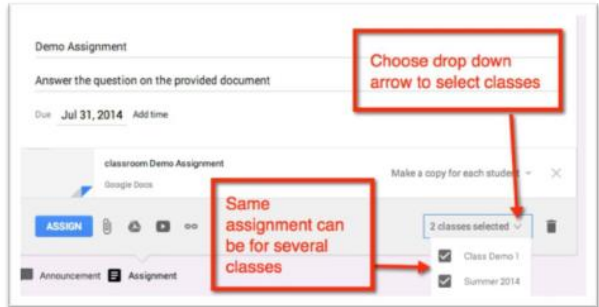 Demo Assignment
Choose drop down
arrow to select classes
Answer the question on the provided document
Due Jul 31, 2014 Add time
classroom Demo Assignment
Google Docs
Make a copy for each student
Same
assignment can
be for several
classes
ASSIGN
2 classes selected
Class Demo 1
Summer 2014
Announcement Assignment